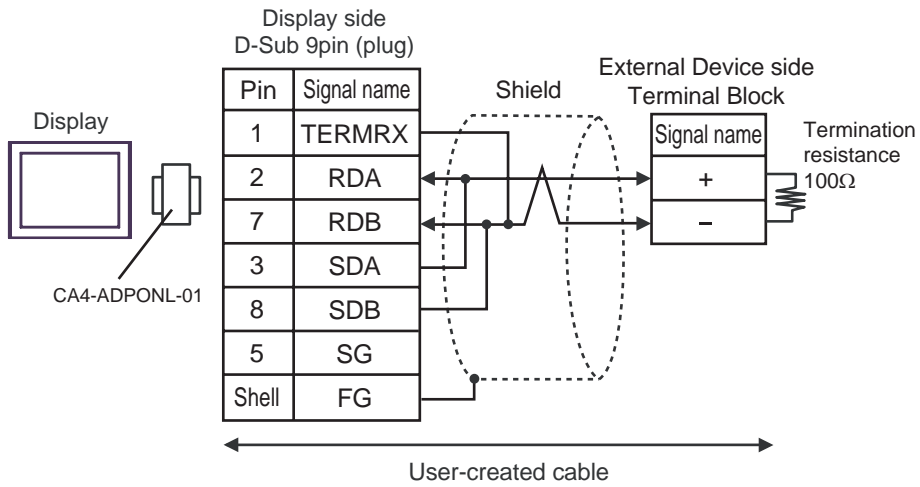 Display side
D-Sub 9pin (plug)
Pin Signal name
1 TERMRX
2 RDA
7 RDB
3 SDA
8 SDB
5 SG
Shell FG
Display
CA4-ADPONL-01
Shield
External Device side
Terminal Block
Signal name
+
−
Termination
resistance
100Ω
User-created cable